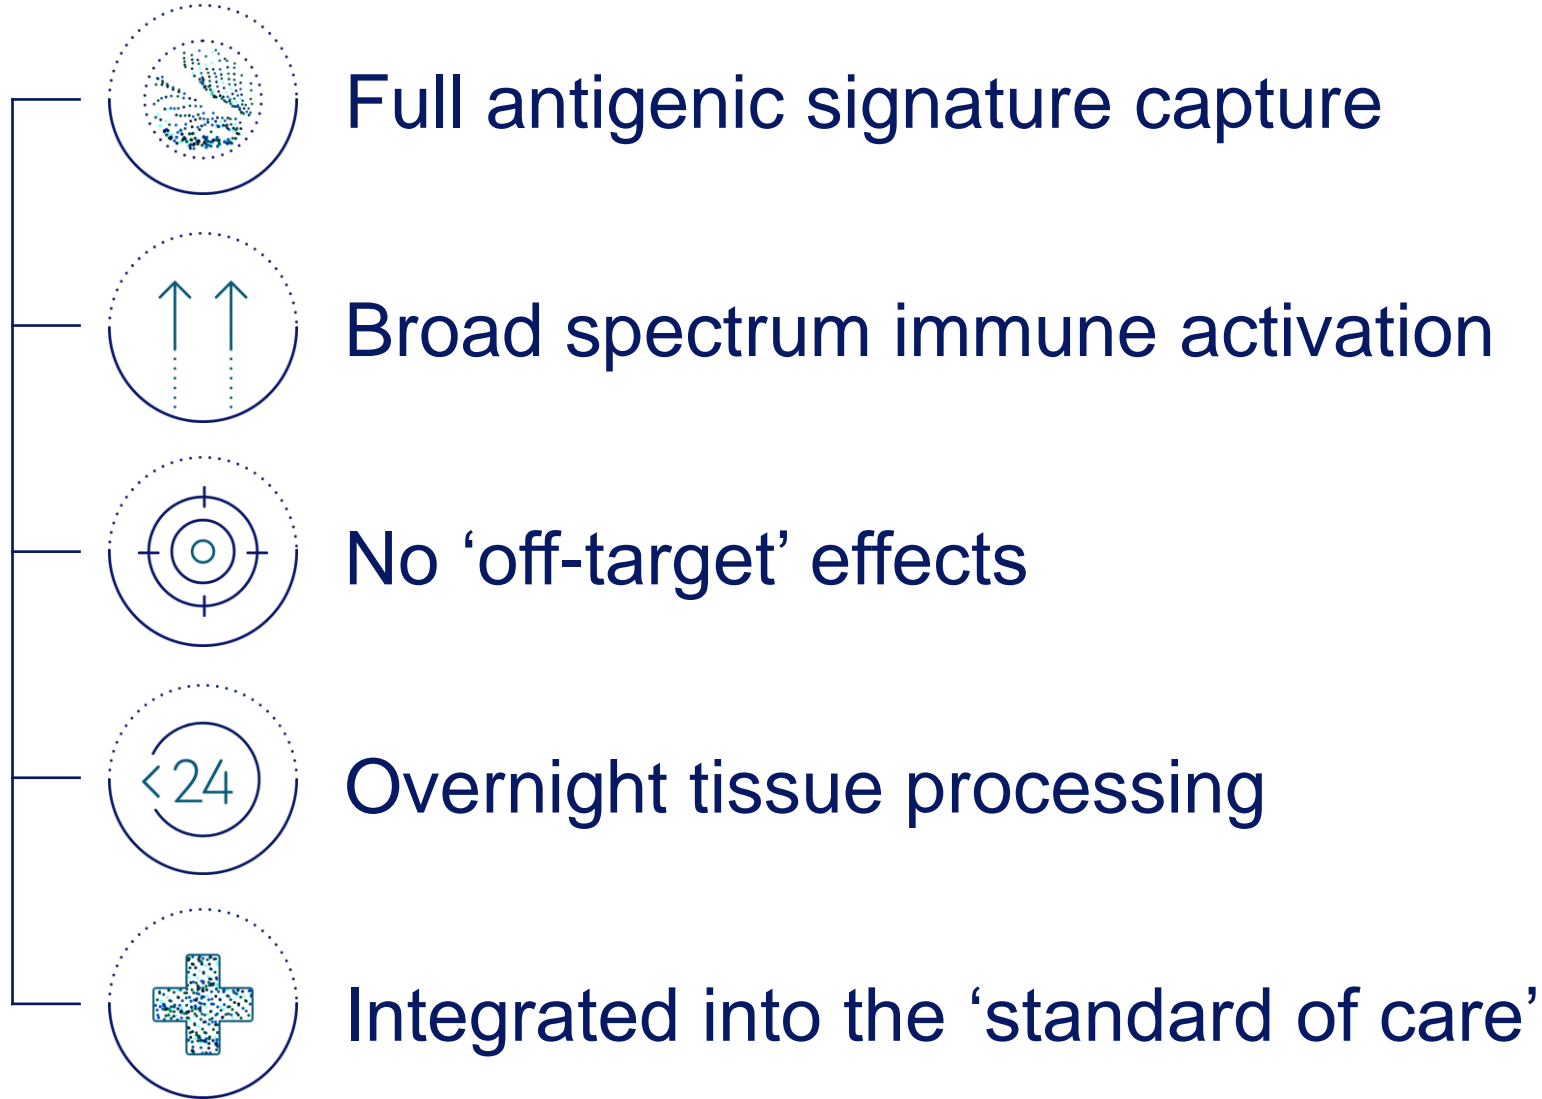 Full antigenic signature capture
Broad spectrum immune activation
No ‘off-target’ effects
<24
Overnight tissue processing
Integrated into the ‘standard of care’